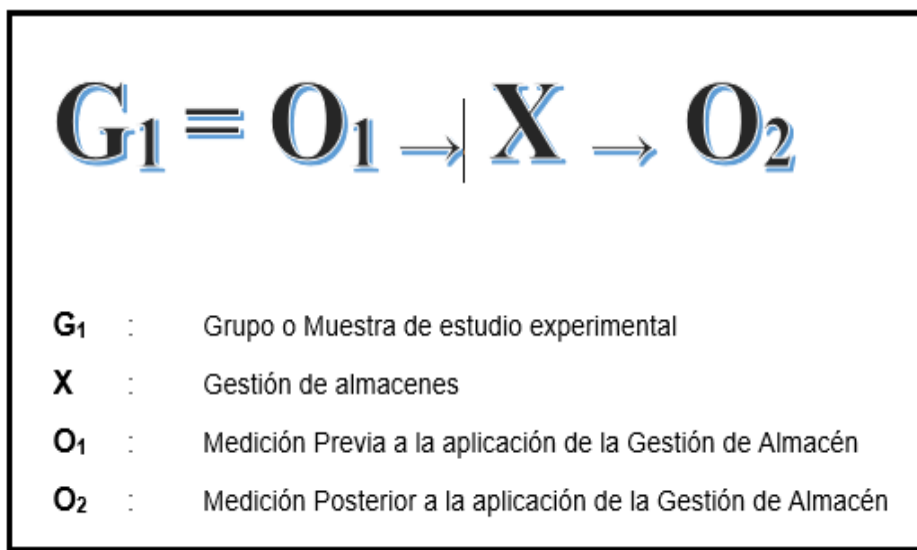 G₁ = O₁ → X → O₂
G₁ : Grupo o Muestra de estudio experimental
X : Gestión de almacenes
O₁ : Medición Previa a la aplicación de la Gestión de Almacén
O₂ : Medición Posterior a la aplicación de la Gestión de Almacén